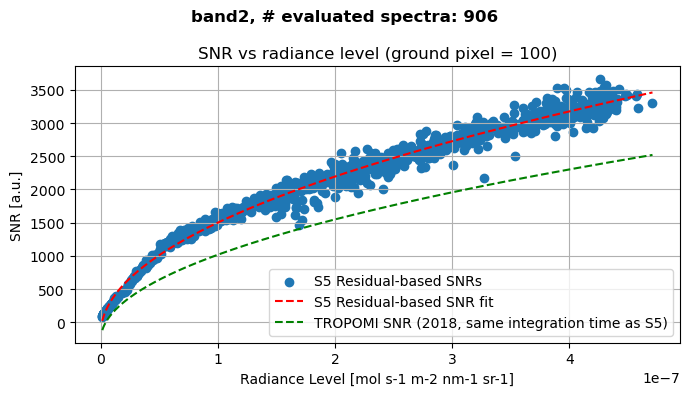 band2, # evaluated spectra: 906
SNR vs radiance level (ground pixel = 100)
SNR [a.u.]
3500
3000
2500
2000
1500
1000
500
0
S5 Residual-based SNRs
S5 Residual-based SNR fit
TROPOMI SNR (2018, same integration time as S5)
0 1 2 3 4
1e−7
Radiance Level [mol s-1 m-2 nm-1 sr-1]